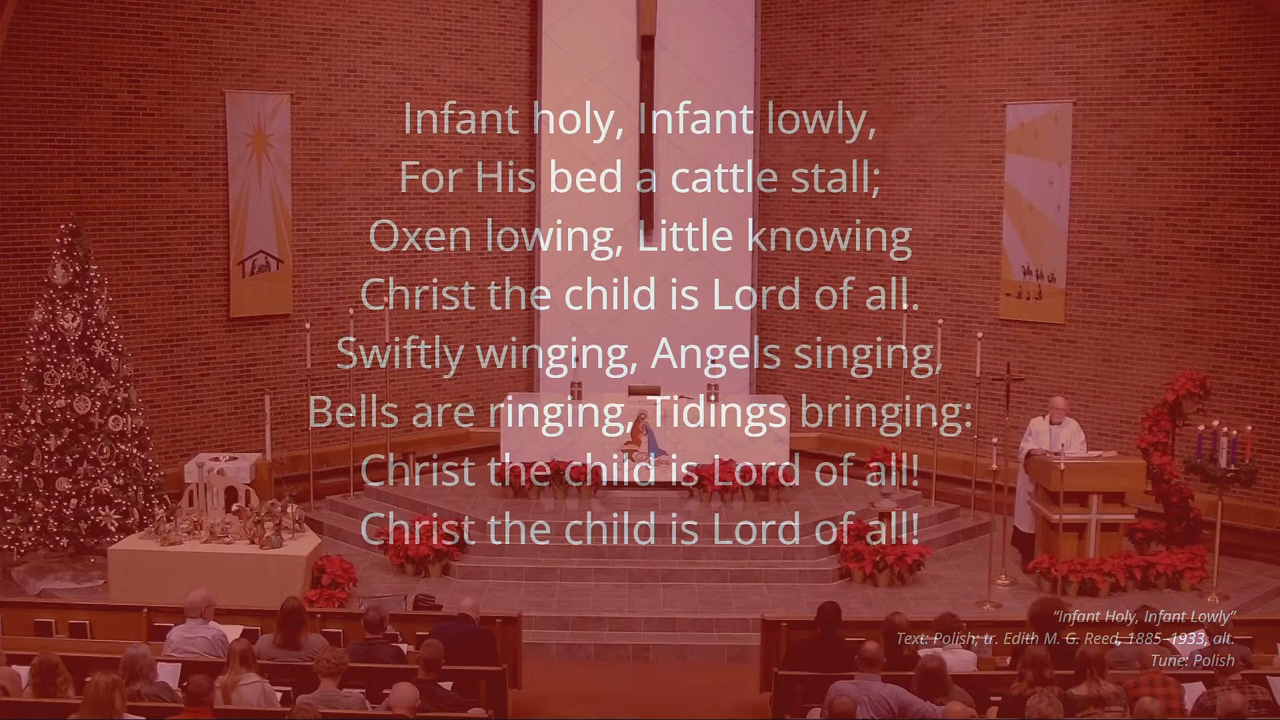 Infant holy, Infant lowly,
For His bed a cattle stall;
Oxen lowing, Little knowing
Christ the child is Lord of all.
Swiftly winging, Angels singing,
Bells are ringing, Tidings bringing:
Christ the child is Lord of all!
Christ the child is Lord of all!
“Infant Holy, Infant Lowly”
Text: Polish; tr. Edith M. G. Reed, 1885–1933, alt.
Tune: Polish